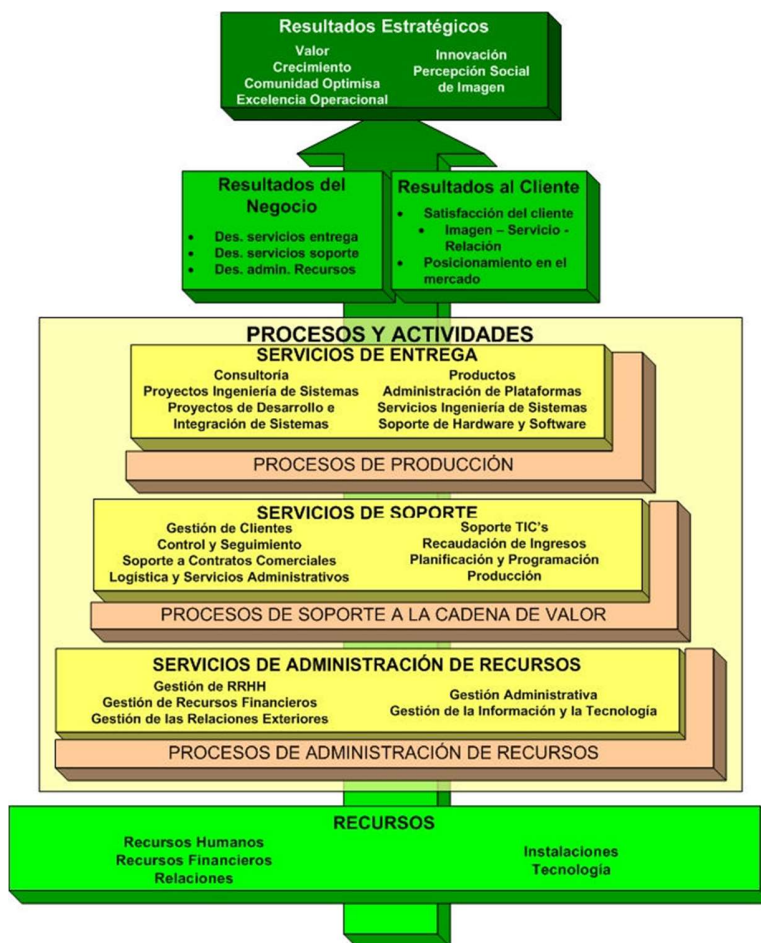 Resultados Estratégicos
Valor
Crecimiento
Comunidad Optimisa
Excelencia Operacional
Innovación
Percepción Social
de Imagen
Resultados del
Negocio
• Des. servicios entrega
• Des. servicios soporte
• Des. admin. Recursos
Resultados al Cliente
• Satisfacción del cliente
• Imagen – Servicio -
Relación
• Posicionamiento en el
mercado
PROCESOS Y ACTIVIDADES
SERVICIOS DE ENTREGA
Consultoría
Proyectos Ingeniería de Sistemas
Proyectos de Desarrollo e
Integración de Sistemas
Productos
Administración de Plataformas
Servicios Ingeniería de Sistemas
Soporte de Hardware y Software
PROCESOS DE PRODUCCIÓN
SERVICIOS DE SOPORTE
Gestión de Clientes
Control y Seguimiento
Soporte a Contratos Comerciales
Logística y Servicios Administrativos
Soporte TIC's
Recaudación de Ingresos
Planificación y Programación
Producción
PROCESOS DE SOPORTE A LA CADENA DE VALOR
SERVICIOS DE ADMINISTRACIÓN DE RECURSOS
Gestión de RRHH
Gestión de Recursos Financieros
Gestión de las Relaciones Exteriores
Gestión Administrativa
Gestión de la Información y la Tecnología
PROCESOS DE ADMINISTRACIÓN DE RECURSOS
RECURSOS
Recursos Humanos
Recursos Financieros
Relaciones
Instalaciones
Tecnología